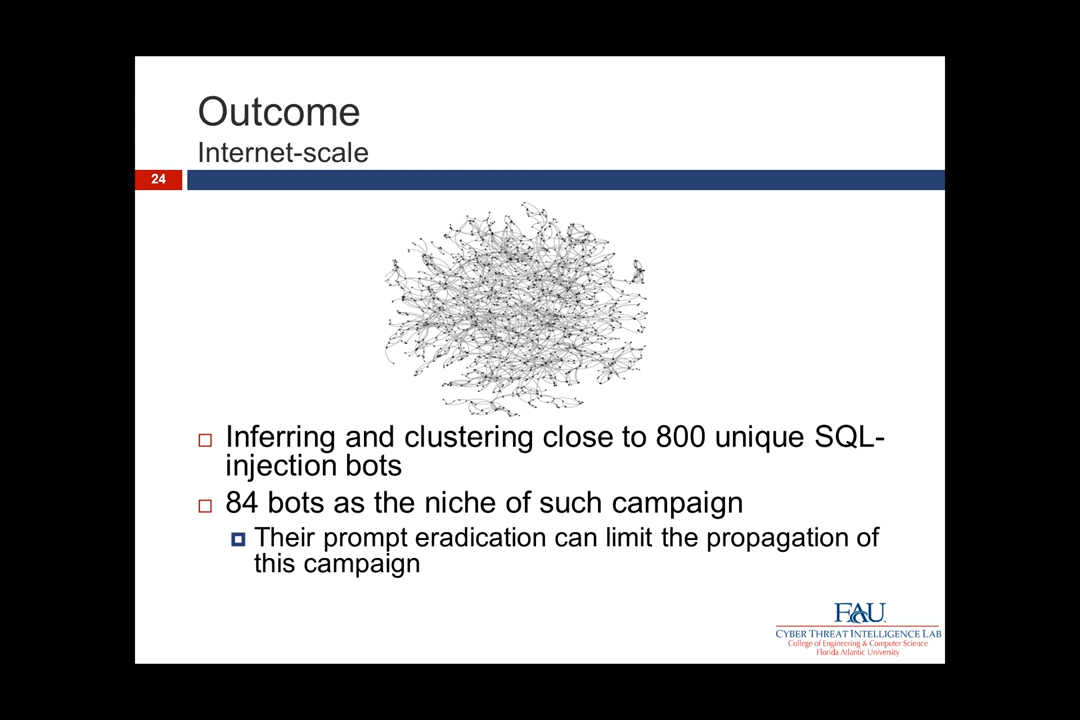 Outcome
Internet-scale
24
Inferring and clustering close to 800 unique SQL-
injection bots
84 bots as the niche of such campaign
Their prompt eradication can limit the propagation of
this campaign
FAU
CYBER THREAT INTELLIGENCE LAB
College of Engineering & Computer Science
Florida Atlantic University